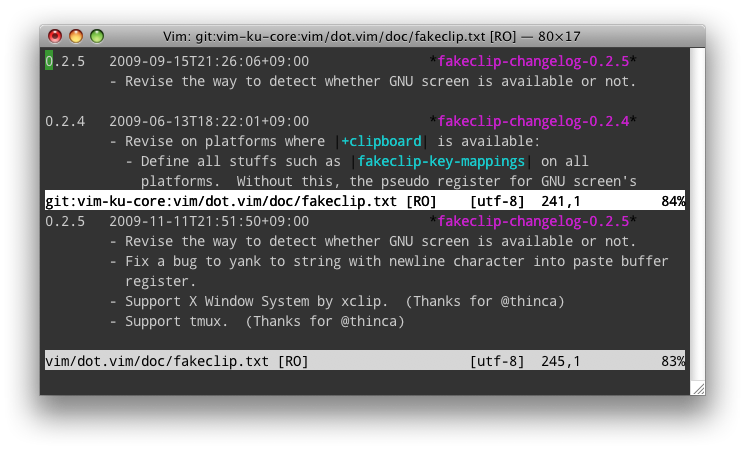 Vim: git:vim-ku-core:vim/dot.vim/doc/fakeclip.txt [RO] — 80×17
0.2.5   2009-09-15T21:26:06+09:00               *fakeclip-changelog-0.2.5*
        - Revise the way to detect whether GNU screen is available or not.
0.2.4   2009-06-13T18:22:01+09:00               *fakeclip-changelog-0.2.4*
        - Revise on platforms where |+clipboard| is available:
          - Define all stuffs such as |fakeclip-key-mappings| on all
            platforms.  Without this, the pseudo register for GNU screen's
git:vim-ku-core:vim/dot.vim/doc/fakeclip.txt [RO]    [utf-8]  241,1          84%
0.2.5   2009-11-11T21:51:50+09:00               *fakeclip-changelog-0.2.5*
        - Revise the way to detect whether GNU screen is available or not.
        - Fix a bug to yank to string with newline character into paste buffer
          register.
        - Support X Window System by xclip.  (Thanks for @thinca)
        - Support tmux.  (Thanks for @thinca)
vim/dot.vim/doc/fakeclip.txt [RO]                    [utf-8]  245,1          83%